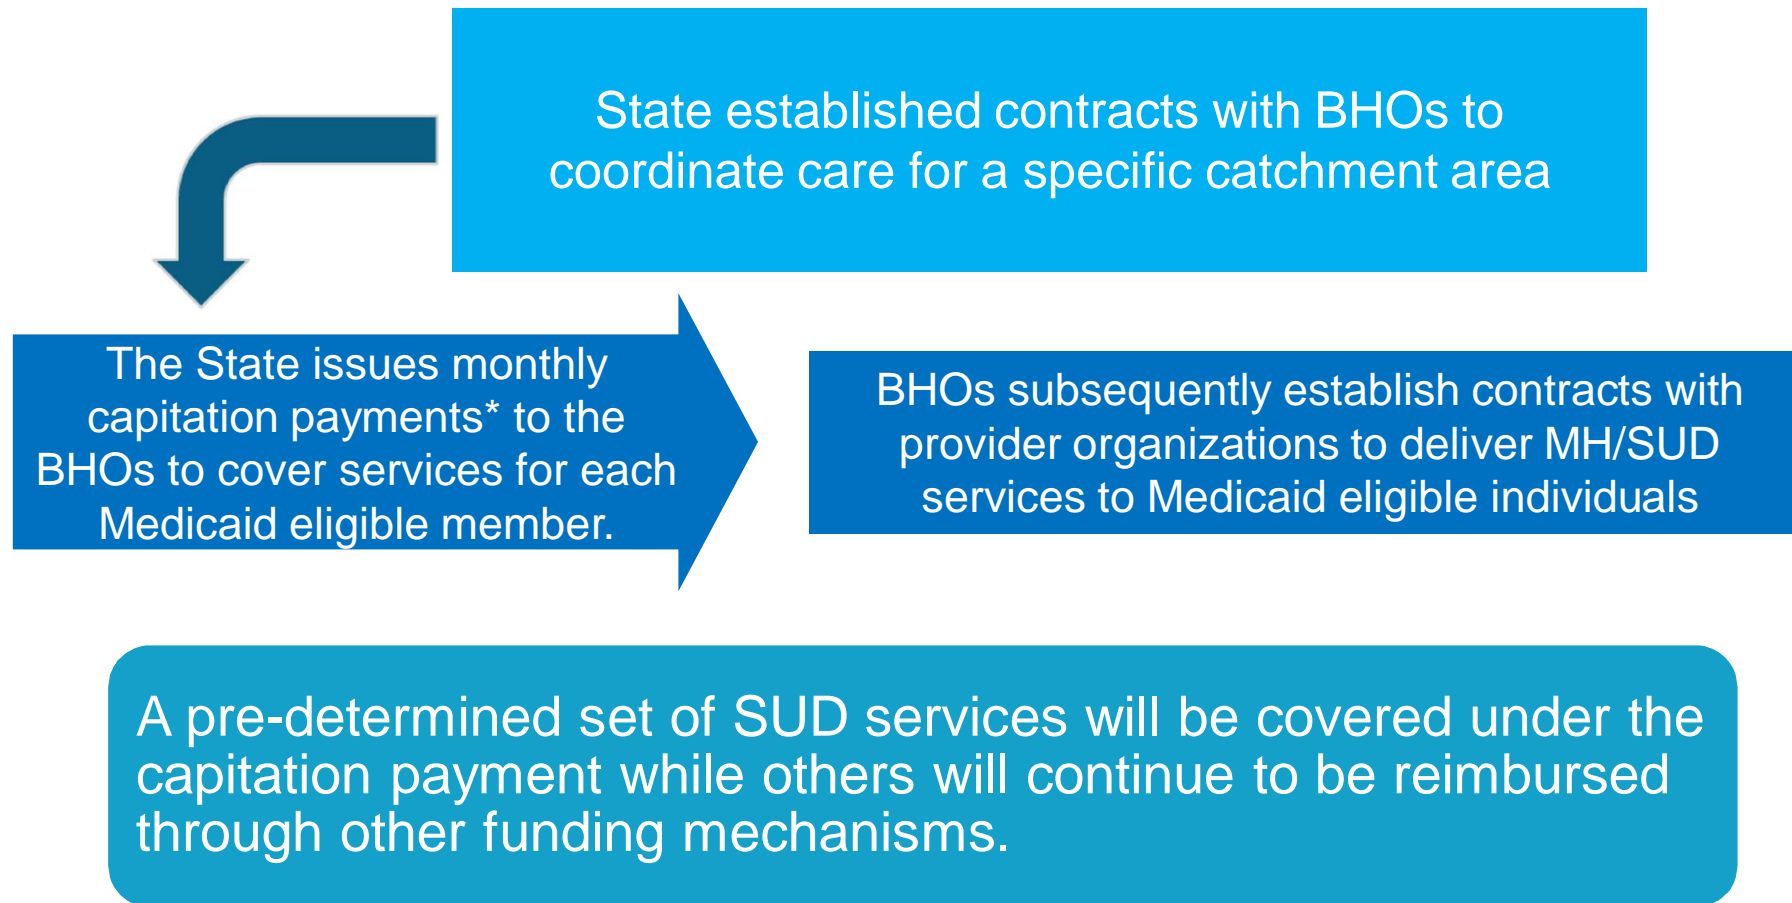 State established contracts with BHOs to
coordinate care for a specific catchment area
The State issues monthly
capitation payments* to the
BHOs to cover services for each
Medicaid eligible member.
BHOs subsequently establish contracts with
provider organizations to deliver MH/SUD
services to Medicaid eligible individuals
A pre-determined set of SUD services will be covered under the
capitation payment while others will continue to be reimbursed
through other funding mechanisms.